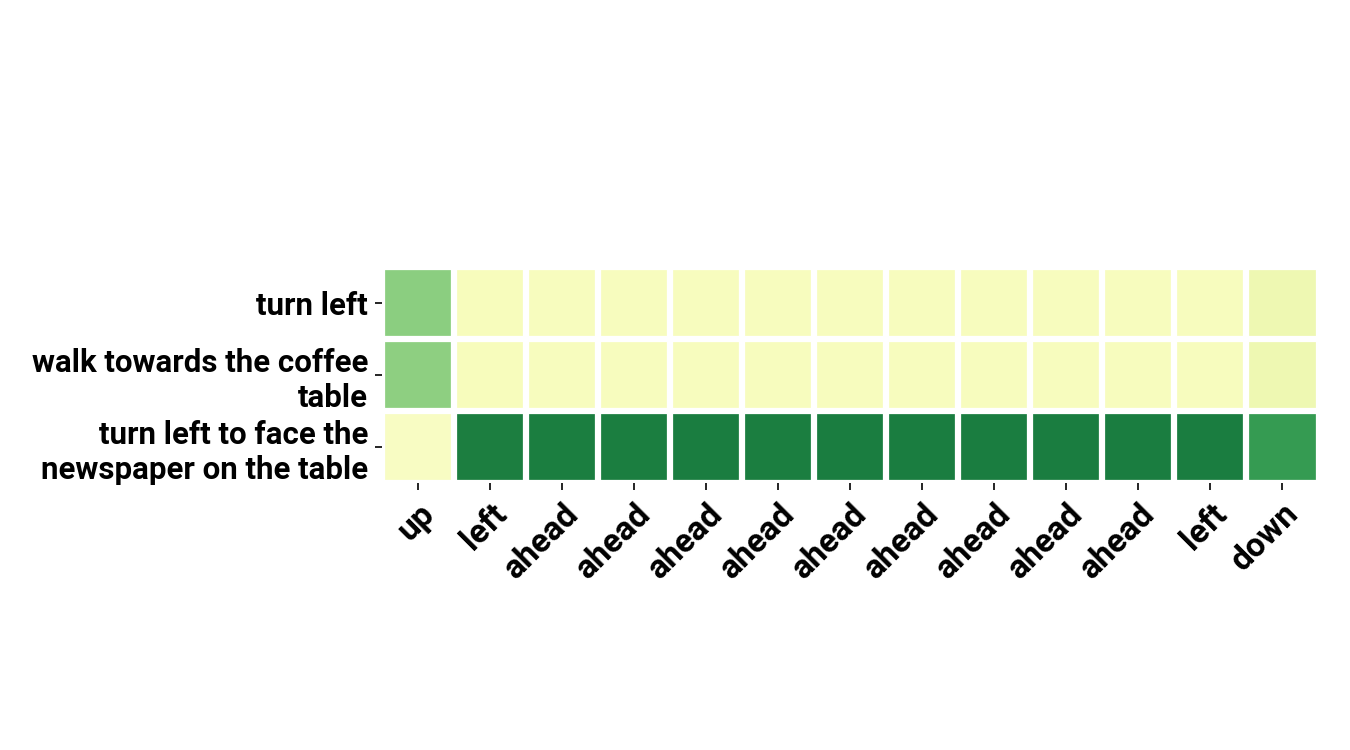 turn left
walk towards the coffee
table
turn left to face the
newspaper on the table
up
left
ahead
ahead
ahead
ahead
ahead
ahead
ahead
ahead
ahead
left
down